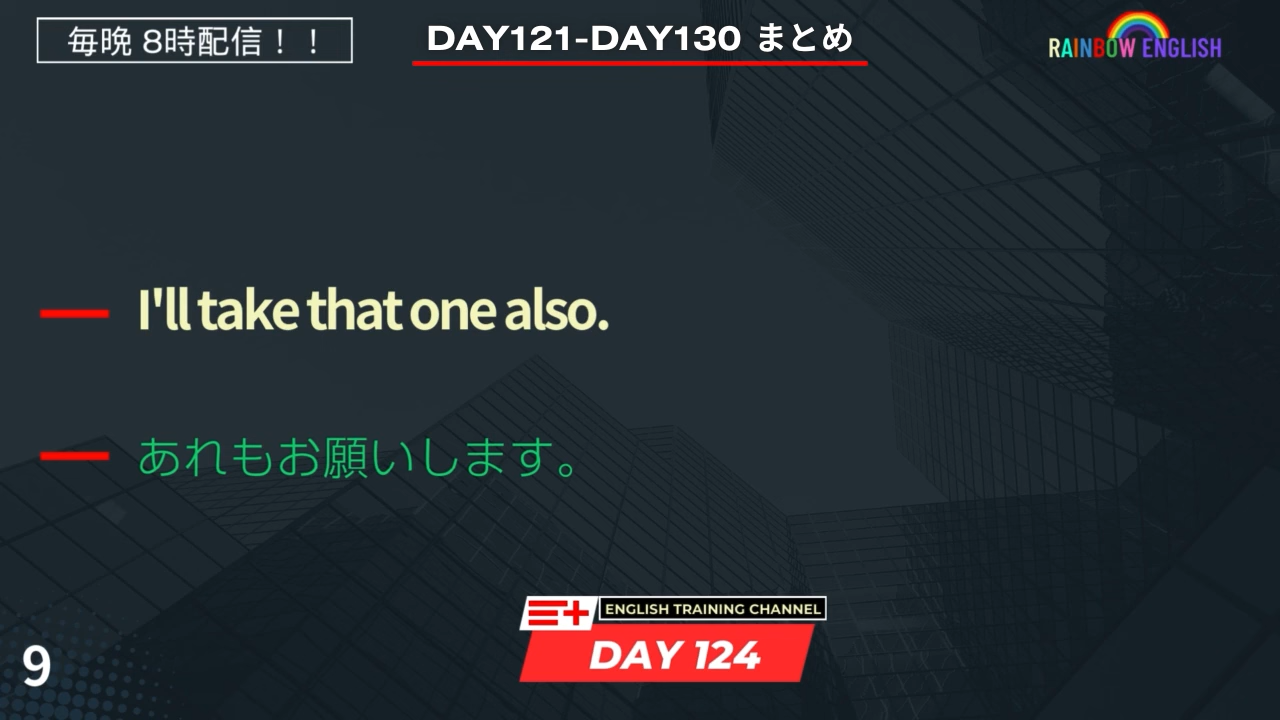 毎晩 8時配信！！
DAY121-DAY130 まとめ
RAINBOW ENGLISH
I'll take that one also.
あれもお願いします。
ENGLISH TRAINING CHANNEL
DAY 124
9